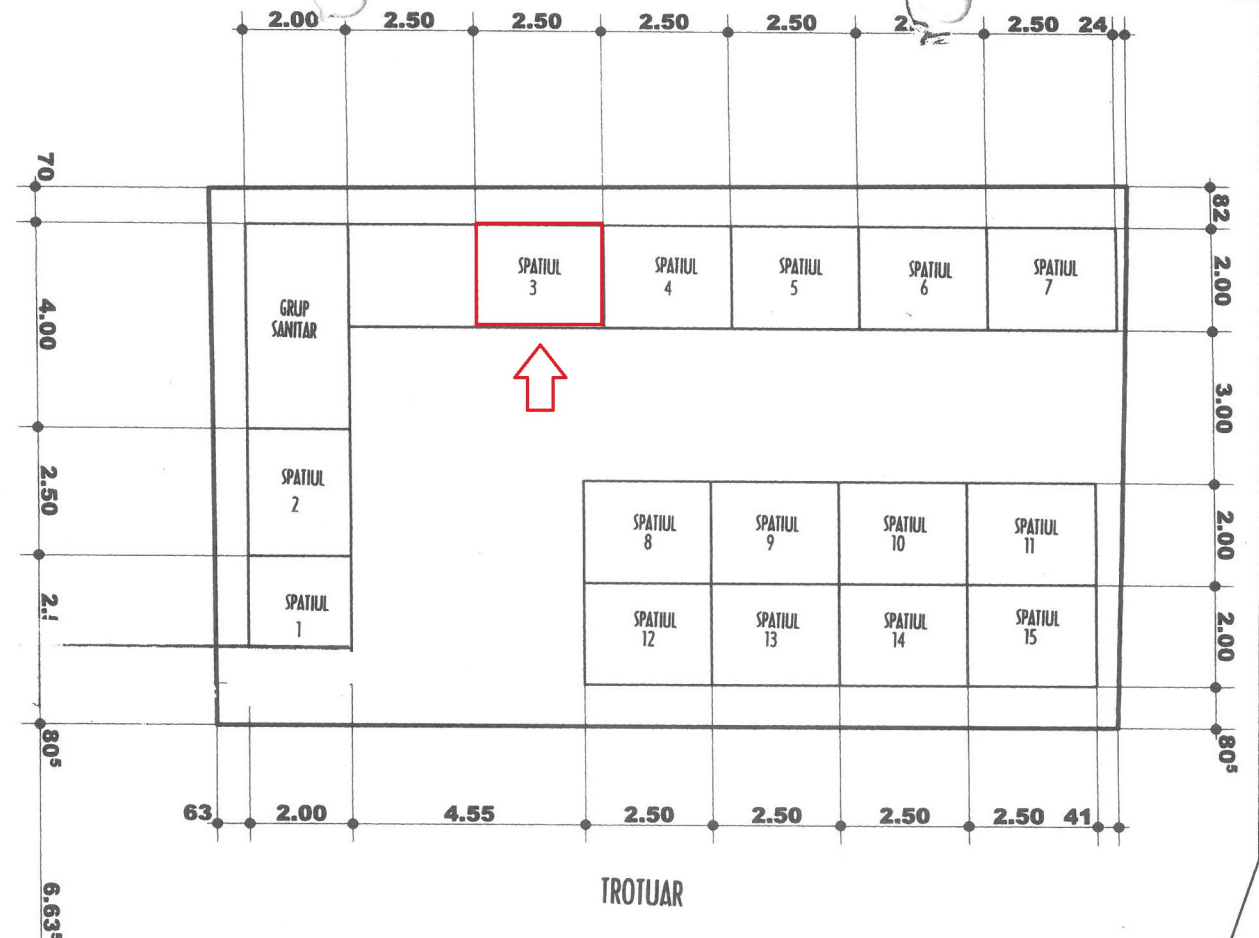 2.00 2.50 2.50 2.50 2.50 2.50 24
70
82
SPATIUL
3
SPATIUL
4
SPATIUL
5
SPATIUL
6
SPATIUL
7
2.00
GRUP
SANITAR
4.00
3.00
SPATIUL
2
2.50
SPATIUL
8
SPATIUL
9
SPATIUL
10
SPATIUL
11
2.00
SPATIUL
1
SPATIUL
12
SPATIUL
13
SPATIUL
14
SPATIUL
15
2.00
80⁵
80⁵
63 2.00 4.55 2.50 2.50 2.50 2.50 41
TROTUAR
6.63⁵